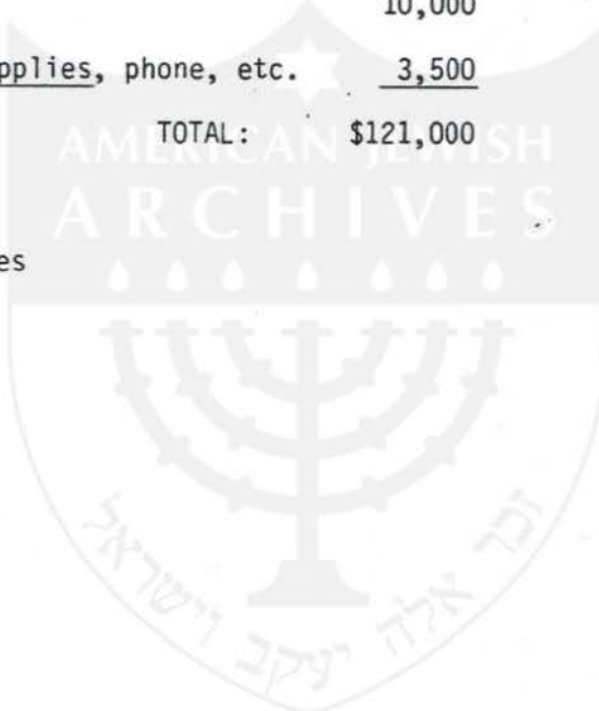 10,000
pplies, phone, etc. 3,500
TOTAL: $121,000
AMERICAN JEWISH
ARCHIVES
es
זכר אלה יעקב וישראל